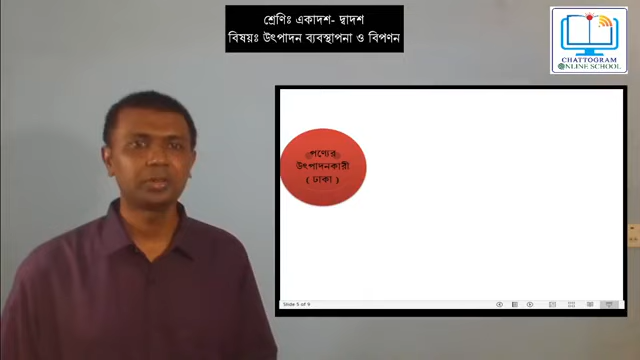 শ্রেণিঃ একাদশ- দ্বাদশ
বিষয়ঃ উৎপাদন ব্যবস্থাপনা ও বিপণন
CHATTOGRAM
ONLINE SCHOOL
পণ্যের
উৎপাদনকারী
( ঢাকা )
Slide 5 of 9